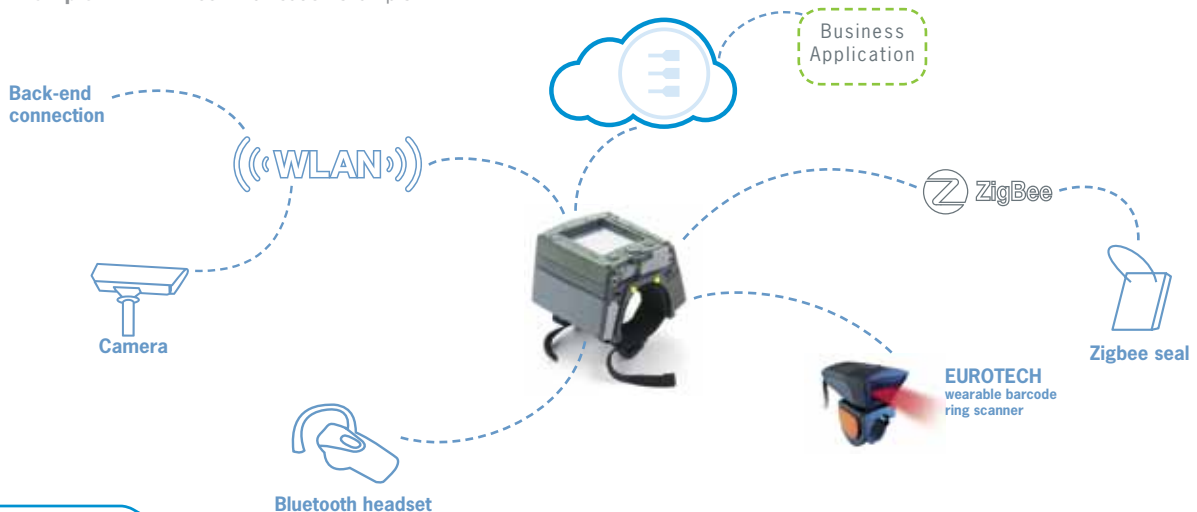 Business
Application
Back-end
connection
WLAN
ZigBee
Camera
Zigbee seal
EUROTECH
wearable barcode
ring scanner
Bluetooth headset